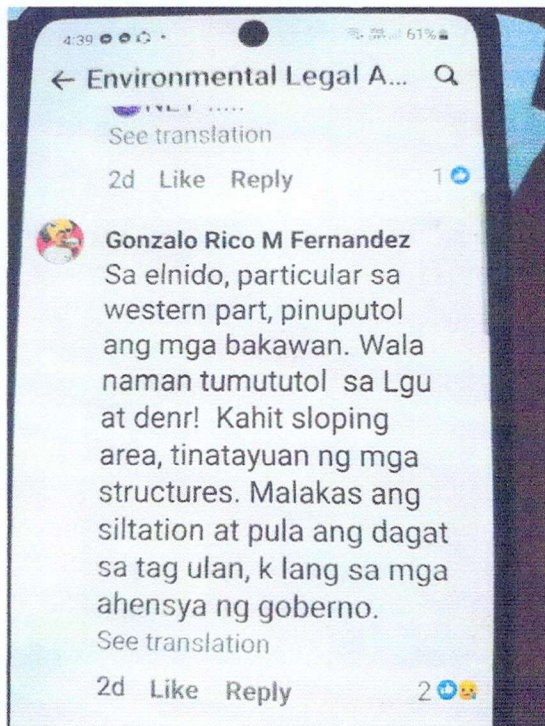 4:39
61%
← Environmental Legal A...
See translation
2d Like Reply
1
Gonzalo Rico M Fernandez
Sa elnido, particular sa
western part, pinuputol
ang mga bakawan. Wala
naman tumututol sa Lgu
at denr! Kahit sloping
area, tinatayuan ng mga
structures. Malakas ang
siltation at pula ang dagat
sa tag ulan, k lang sa mga
ahensya ng goberno.
See translation
2d Like Reply
2